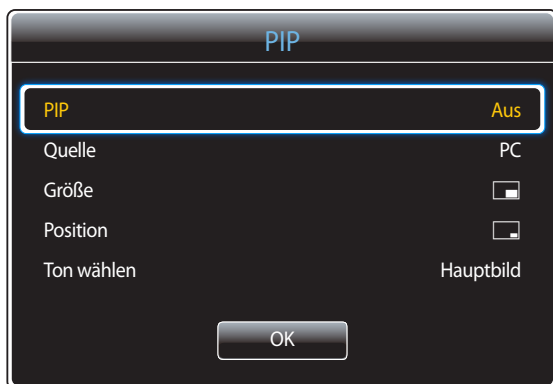 PIP
PIP Aus
Quelle PC
Größe
Position
Ton wählen Hauptbild
OK